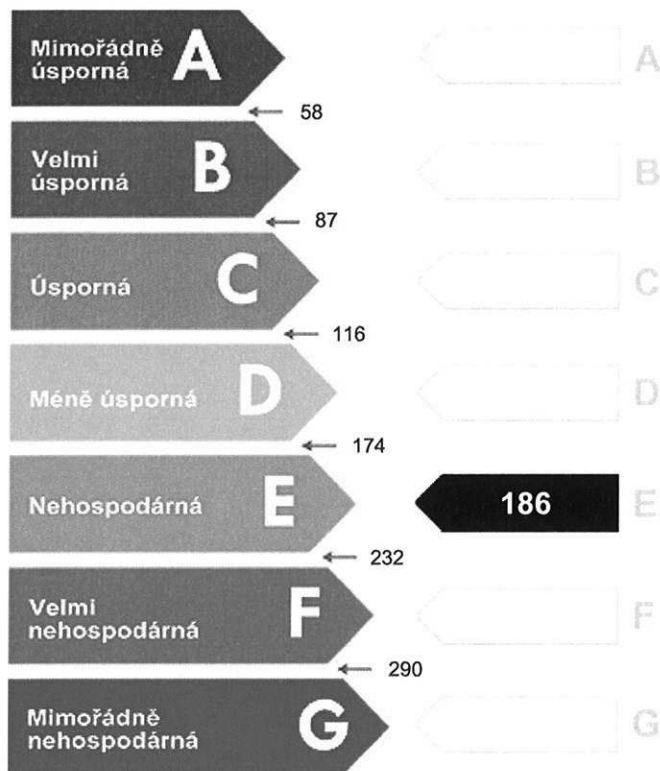 Mimořádně
úsporná
A
A
58
Velmi
úsporná
B
B
87
Úsporná
C
C
116
Méně úsporná
D
D
174
Nehospodárná
E
186
E
232
Velmi
nehospodárná
F
F
290
Mimořádně
nehospodárná
G
G